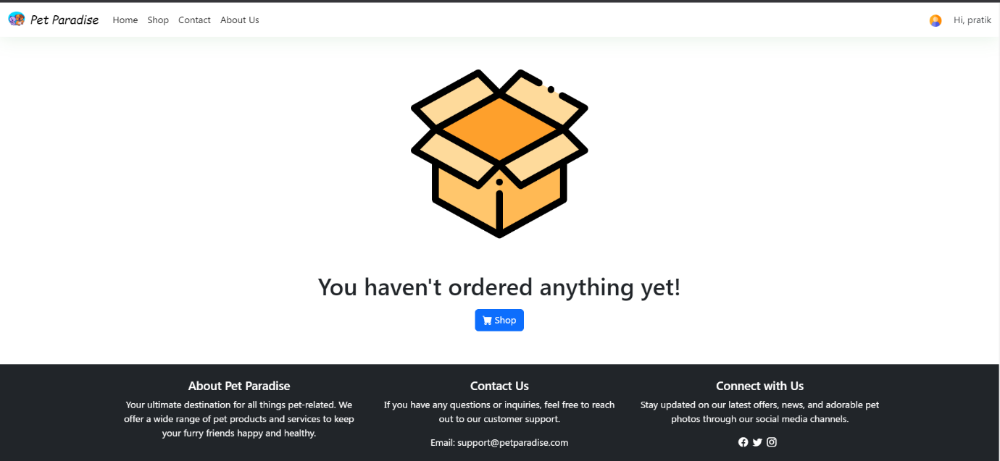 Pet Paradise Home Shop Contact About Us Hi, pratik
You haven't ordered anything yet!
Shop
About Pet Paradise
Your ultimate destination for all things pet-related. We
offer a wide range of pet products and services to keep
your furry friends happy and healthy.
Contact Us
If you have any questions or inquiries, feel free to reach
out to our customer support.
Email: support@petparadise.com
Connect with Us
Stay updated on our latest offers, news, and adorable pet
photos through our social media channels.